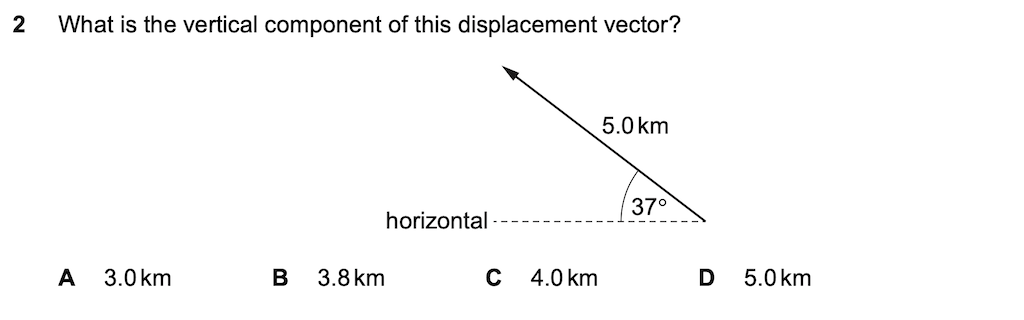 2 What is the vertical component of this displacement vector?
5.0 km
37°
horizontal
A 3.0 km B 3.8 km C 4.0 km D 5.0 km